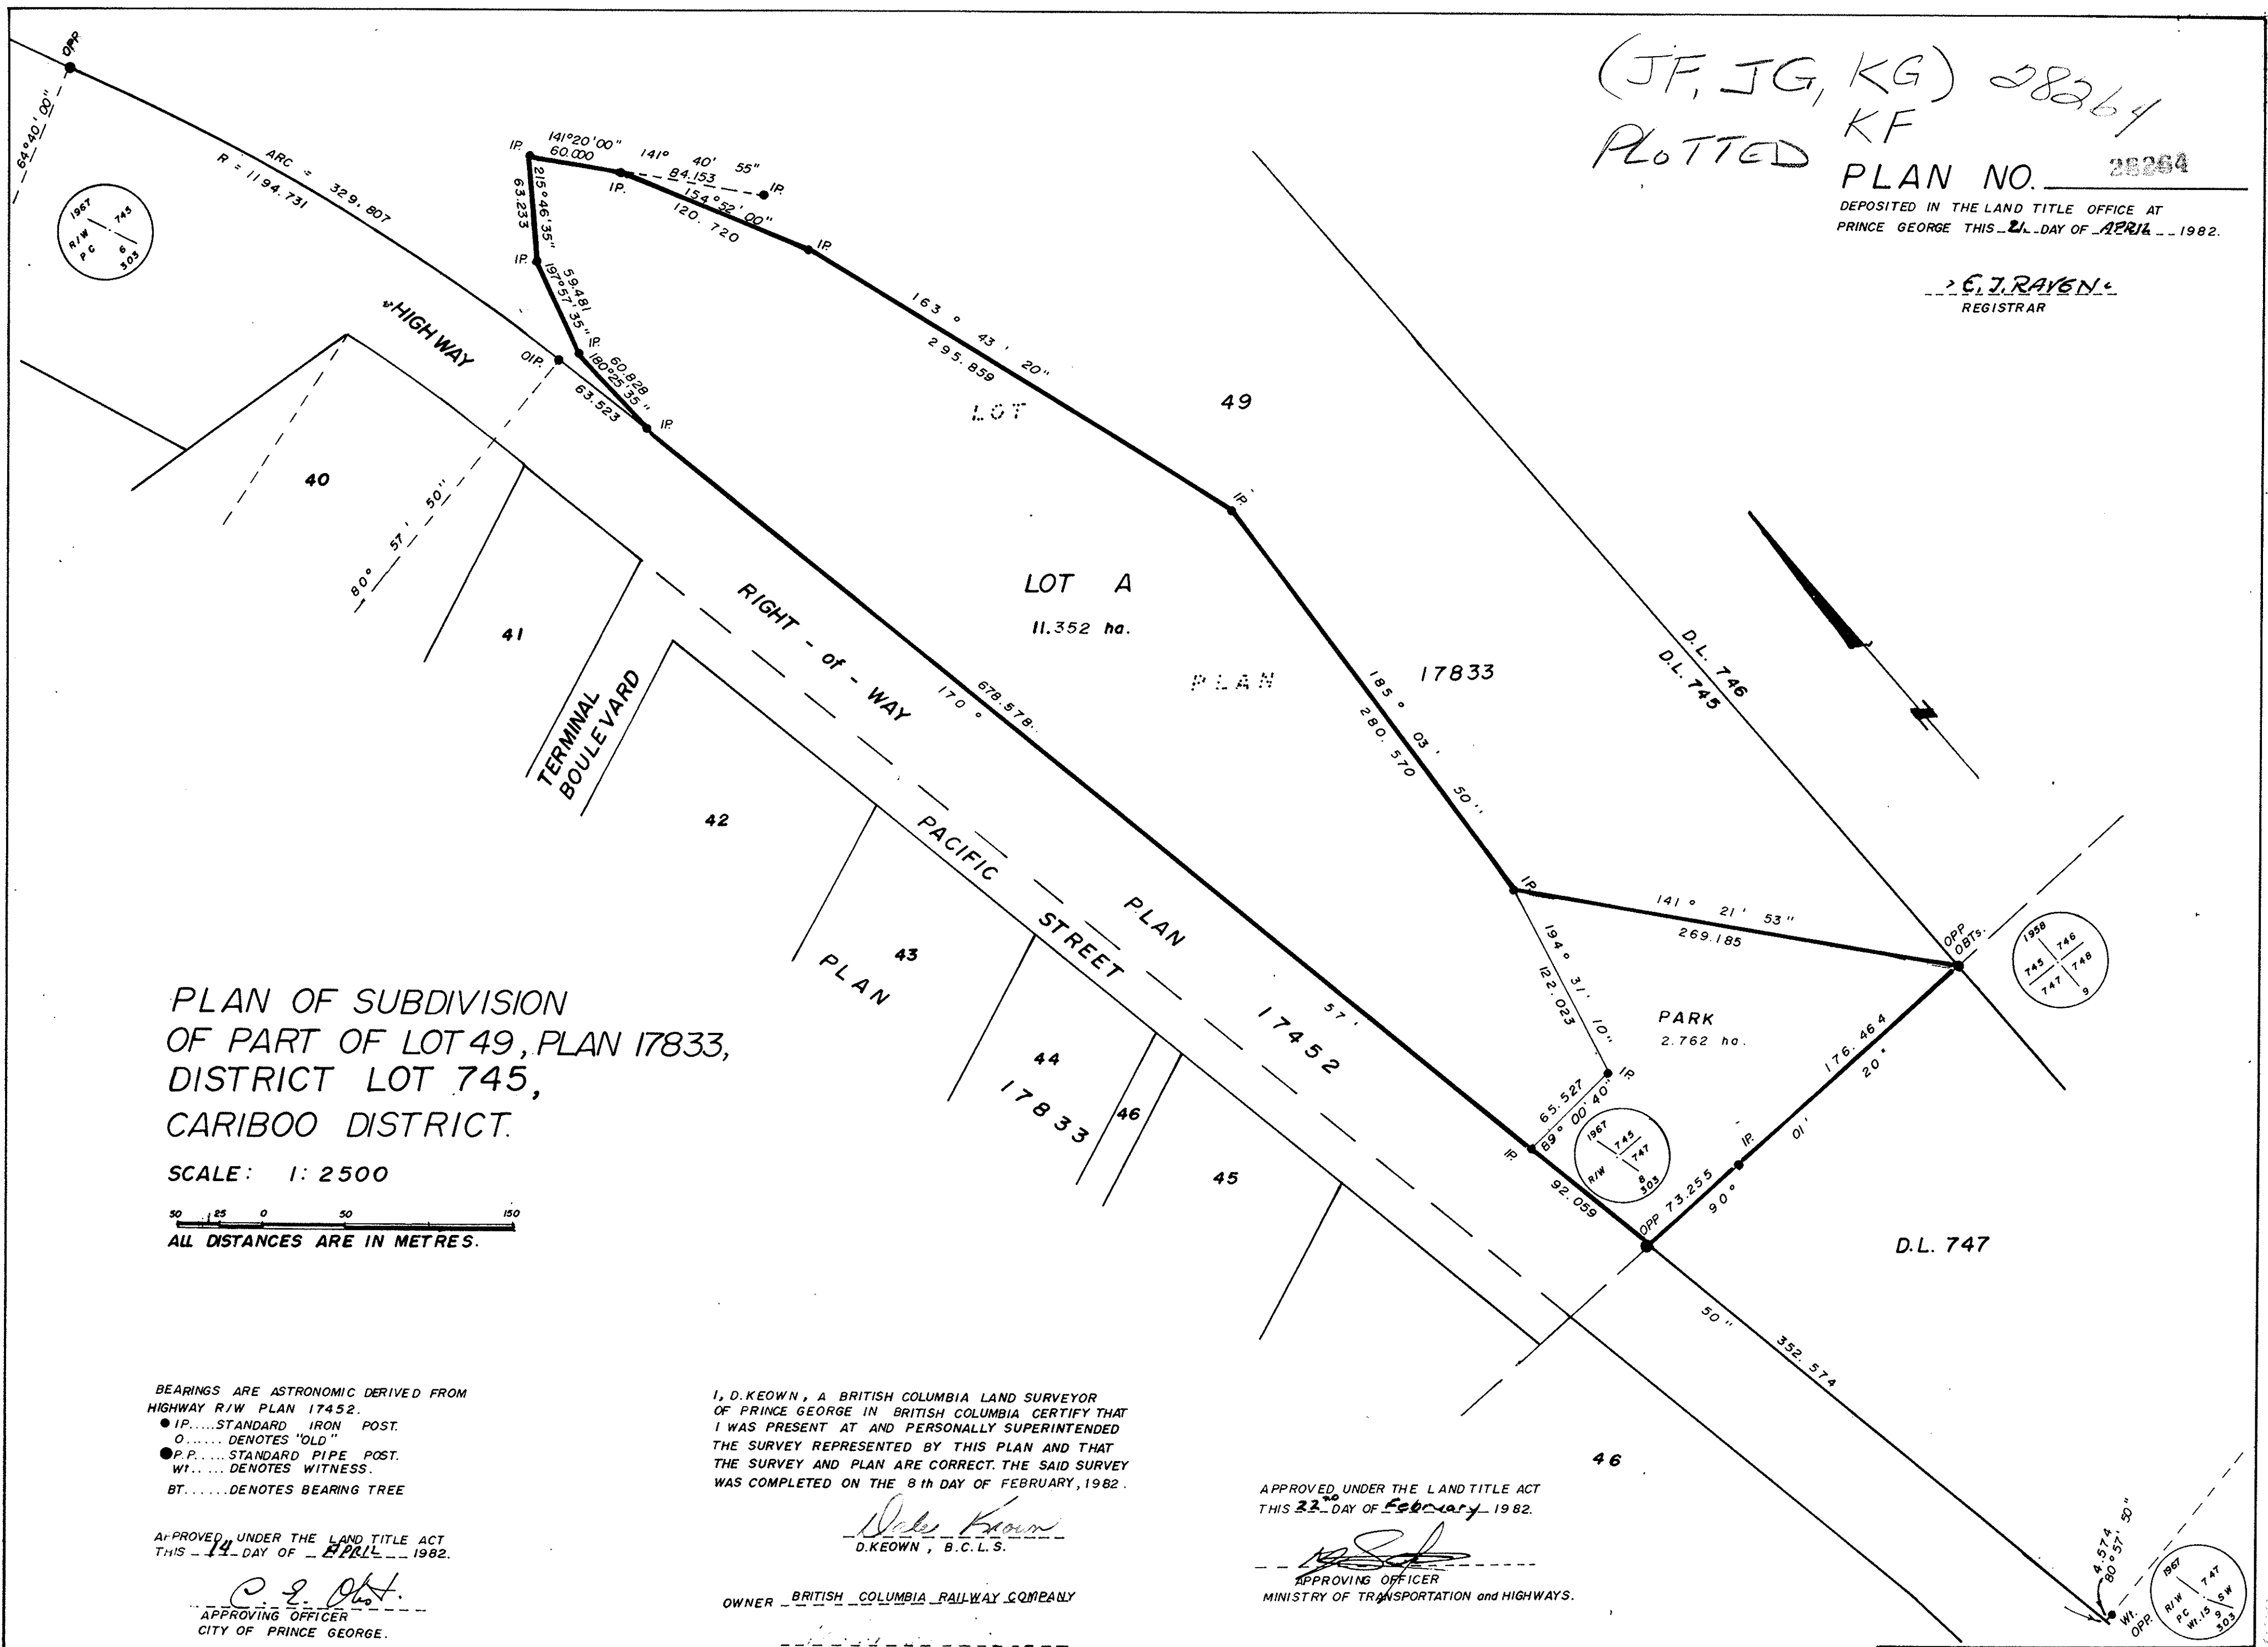 (JF, JG, KG) 28264
KF
PLOTTED
PLAN NO. 28264
DEPOSITED IN THE LAND TITLE OFFICE AT
PRINCE GEORGE THIS 21 DAY OF APRIL 1982.
E. J. RAVEN
REGISTRAR
OPP
64°40'00"
ARC = 329.807
R = 1194.731
1967
745
R/W
PC
6
303
IP.
141°20'00"
60.000
141° 40' 55"
84.153
IP.
IP.
154°52'00"
120.720
IP.
215°46'35"
63.233
IP.
59.481
197°57'35"
IP.
60.828
180°25'35"
OIP.
63.523
IP.
HIGHWAY
163° 43' 20"
295.859
LOT
49
IP.
40
80° 57' 50"
41
TERMINAL
BOULEVARD
RIGHT - of - WAY
LOT A
11.352 ha.
PLAN
17833
185° 03' 50"
280.570
D.L. 746
D.L. 745
N
678.578
170° 57' 50"
42
PACIFIC
STREET
PLAN
17452
43
PLAN
17833
44
46
45
IP.
141° 21' 53"
269.185
OPP
OBTs.
1958
746
745
748
747
9
194° 31' 10"
122.023
PARK
2.762 ha.
IP.
65.527
89°00'40"
IP.
1967
745
747
R/W
8
303
92.059
OPP
73.255
IP.
176.464
90° 01' 20"
D.L. 747
352.574
46
4.574
80°57'50"
Wt.
OPP.
1967
747
R/W
PC
SW
Wt.15
9
303
PLAN OF SUBDIVISION
OF PART OF LOT 49, PLAN 17833,
DISTRICT LOT 745,
CARIBOO DISTRICT.
SCALE: 1: 2500
50 25 0 50 150
ALL DISTANCES ARE IN METRES.
BEARINGS ARE ASTRONOMIC DERIVED FROM
HIGHWAY R/W PLAN 17452.
IP.....STANDARD IRON POST.
O...... DENOTES "OLD"
P.P..... STANDARD PIPE POST.
Wt..... DENOTES WITNESS.
BT......DENOTES BEARING TREE
APPROVED UNDER THE LAND TITLE ACT
THIS 14 DAY OF APRIL 1982.
APPROVING OFFICER
CITY OF PRINCE GEORGE.
I, D. KEOWN, A BRITISH COLUMBIA LAND SURVEYOR
OF PRINCE GEORGE IN BRITISH COLUMBIA CERTIFY THAT
I WAS PRESENT AT AND PERSONALLY SUPERINTENDED
THE SURVEY REPRESENTED BY THIS PLAN AND THAT
THE SURVEY AND PLAN ARE CORRECT. THE SAID SURVEY
WAS COMPLETED ON THE 8th DAY OF FEBRUARY, 1982.
D. KEOWN, B.C.L.S.
OWNER BRITISH COLUMBIA RAILWAY COMPANY
APPROVED UNDER THE LAND TITLE ACT
THIS 22nd DAY OF February 1982.
APPROVING OFFICER
MINISTRY OF TRANSPORTATION and HIGHWAYS.